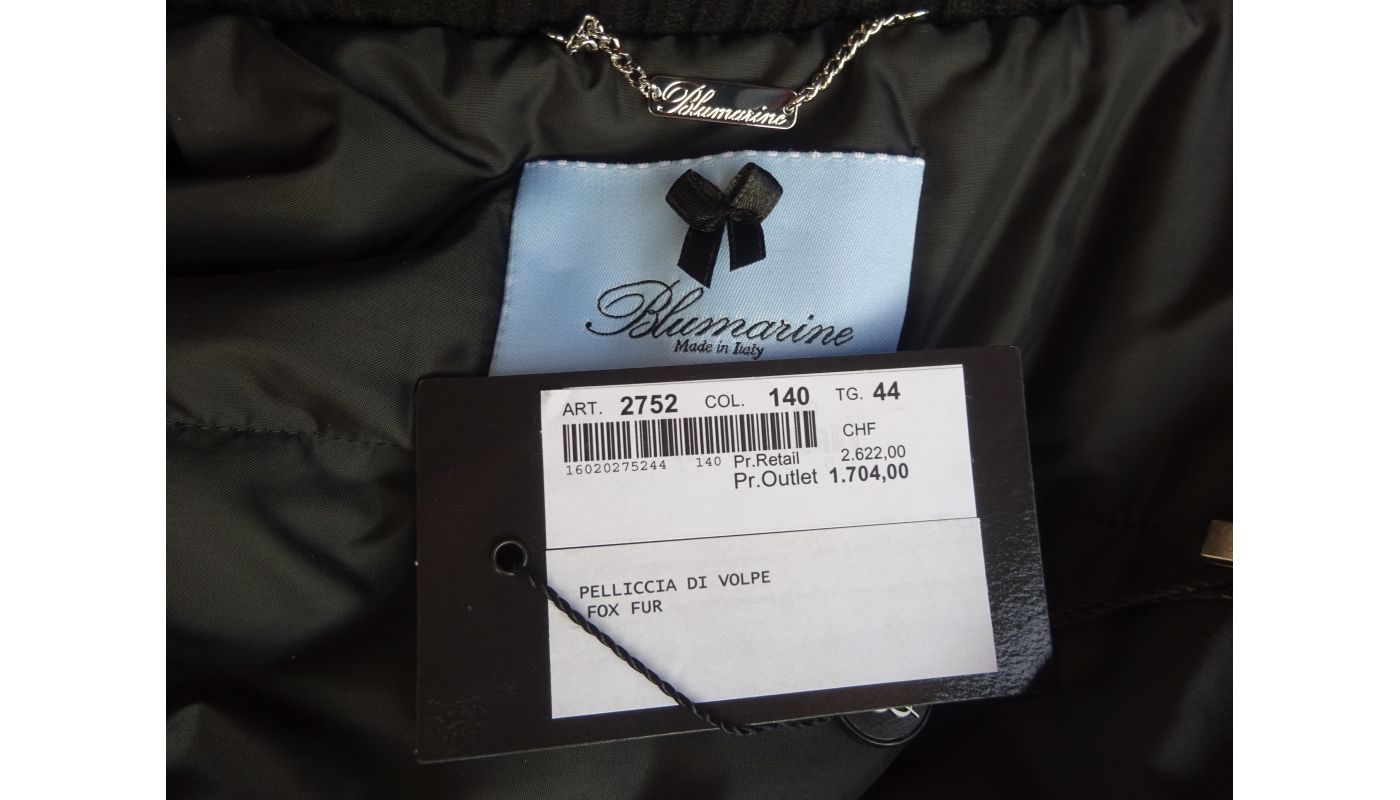 Blumarine
Blumarine
Made in Italy
ART. 2752 COL. 140 TG. 44
CHF
16020275244 140 Pr.Retail 2.622,00
Pr.Outlet 1.704,00
PELLICCIA DI VOLPE
FOX FUR